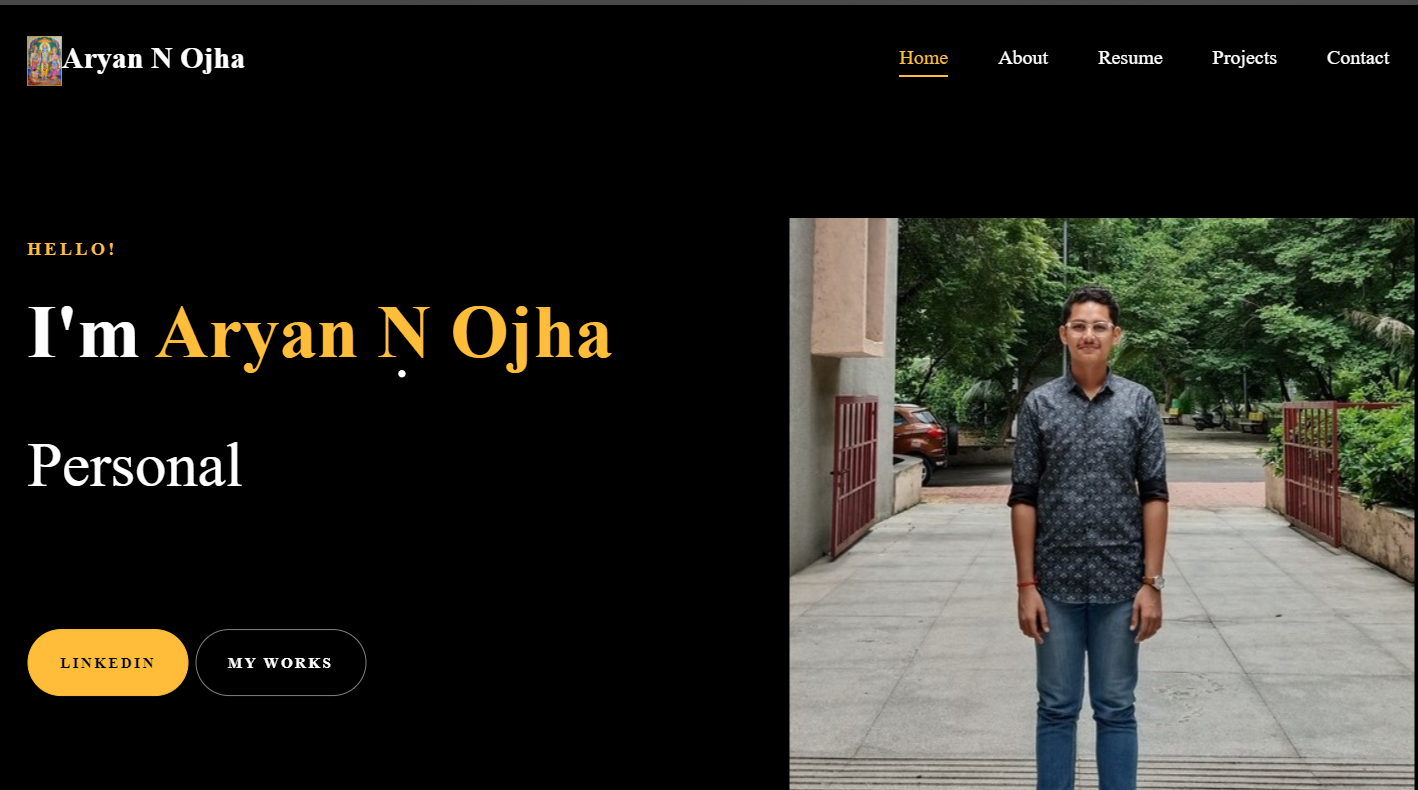 Aryan N Ojha
Home About Resume Projects Contact
HELLO!
I'm Aryan N Ojha
Personal
LINKEDIN MY WORKS